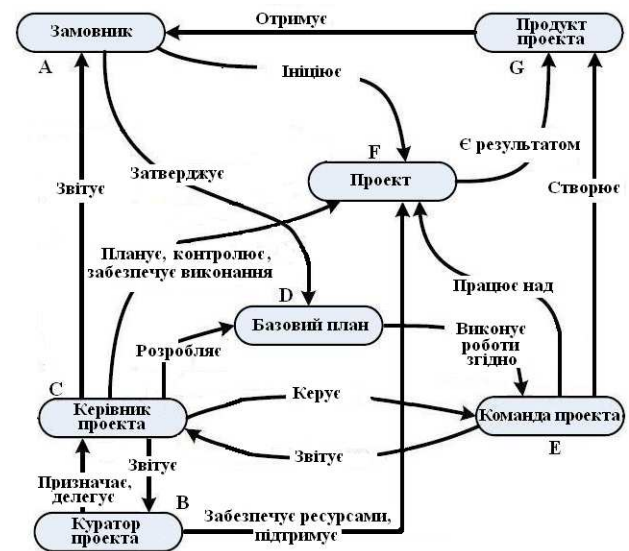 Отримує
Замовник
Продукт
проекта
A
G
Ініціює
F
Є результатом
Затверджує
Проект
Звітує
Створює
Планує, контролює,
забезпечує виконання
Працює над
D
Базовий план
Виконує
роботи
згідно
Розробляє
C
Керує
Керівник
проекта
Команда проекта
E
Звітує
Звітує
Призначає,
делегує
B
Забезпечує ресурсами,
підтримує
Куратор
проекта